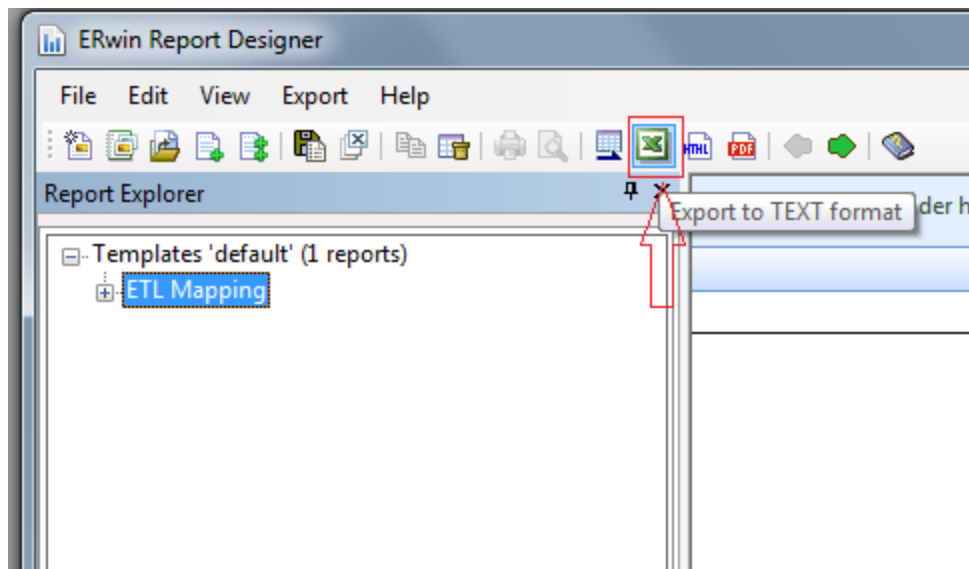 ERwin Report Designer
File Edit View Export Help
HTML PDF
Report Explorer
Export to TEXT format der h
Templates 'default' (1 reports)
ETL Mapping